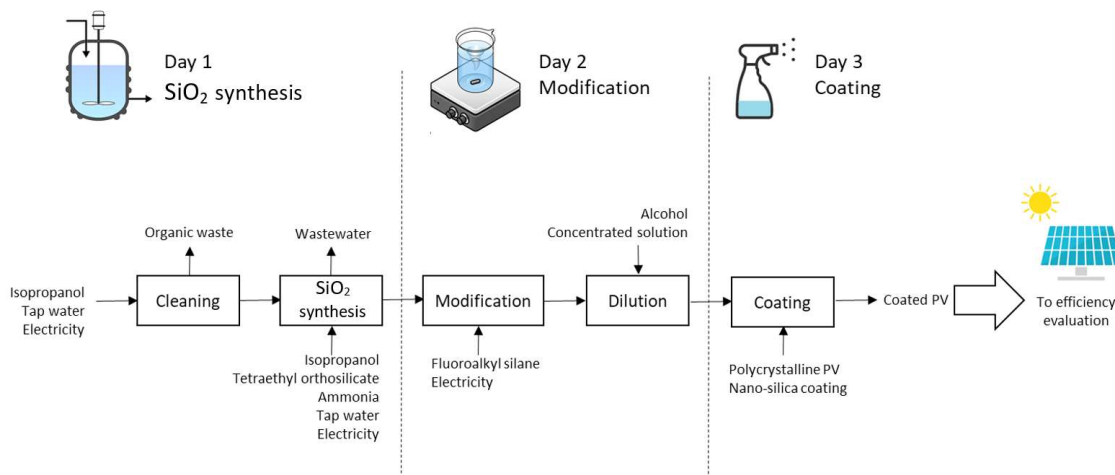 Day 1
SiO₂ synthesis
Day 2
Modification
Day 3
Coating
Organic waste
Wastewater
Alcohol
Concentrated solution
Isopropanol
Tap water
Electricity
Cleaning
SiO₂
synthesis
Modification
Dilution
Coating
Coated PV
To efficiency
evaluation
Isopropanol
Tetraethyl orthosilicate
Ammonia
Tap water
Electricity
Fluoroalkyl silane
Electricity
Polycrystalline PV
Nano-silica coating